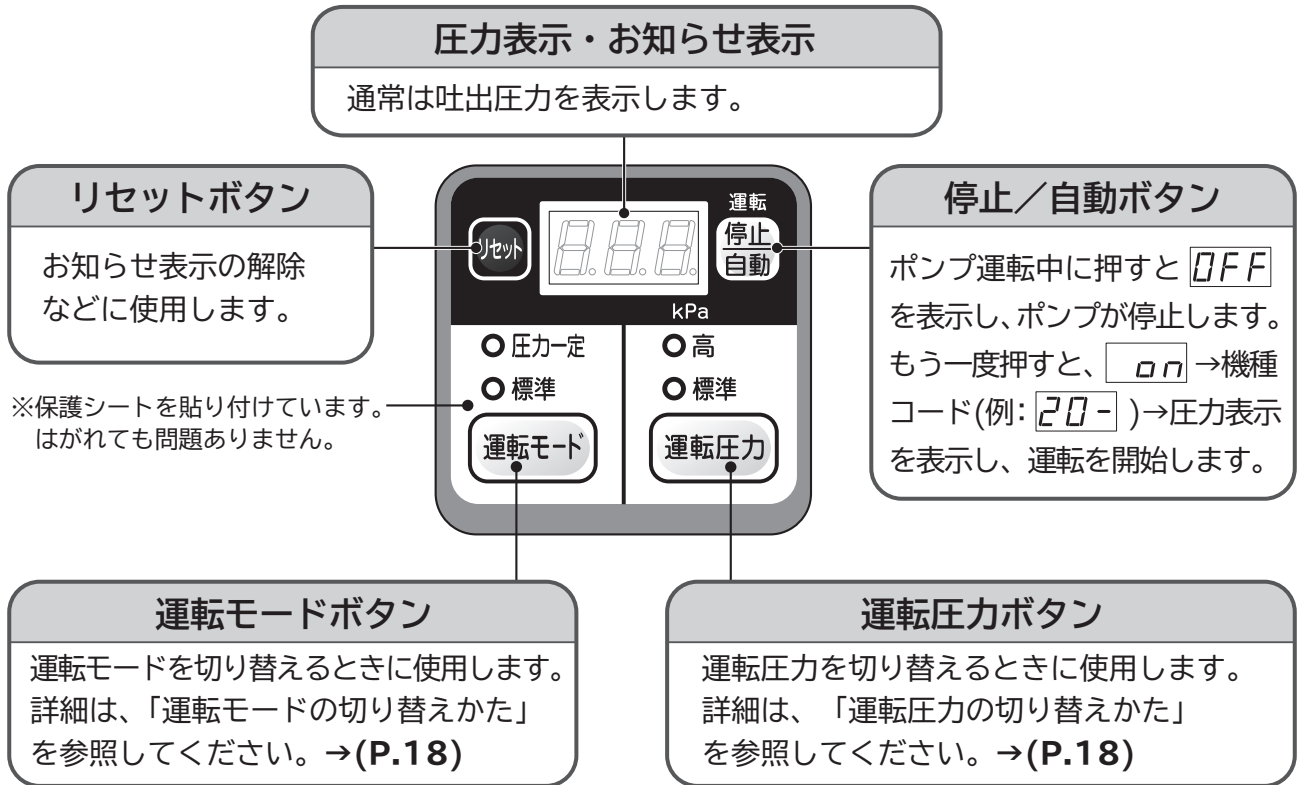 圧力表示・お知らせ表示
通常は吐出圧力を表示します。
リセットボタン
お知らせ表示の解除
などに使用します。
※保護シートを貼り付けています。
はがれても問題ありません。
リセット
8.8.8.
運転
停止
自動
kPa
圧力一定
標準
運転モード
高
標準
運転圧力
停止／自動ボタン
ポンプ運転中に押すと OFF
を表示し、ポンプが停止します。
もう一度押すと、 on →機種
コード(例: 20- )→圧力表示
を表示し、運転を開始します。
運転モードボタン
運転モードを切り替えるときに使用します。
詳細は、「運転モードの切り替えかた」
を参照してください。→(P.18)
運転圧力ボタン
運転圧力を切り替えるときに使用します。
詳細は、「運転圧力の切り替えかた」
を参照してください。→(P.18)